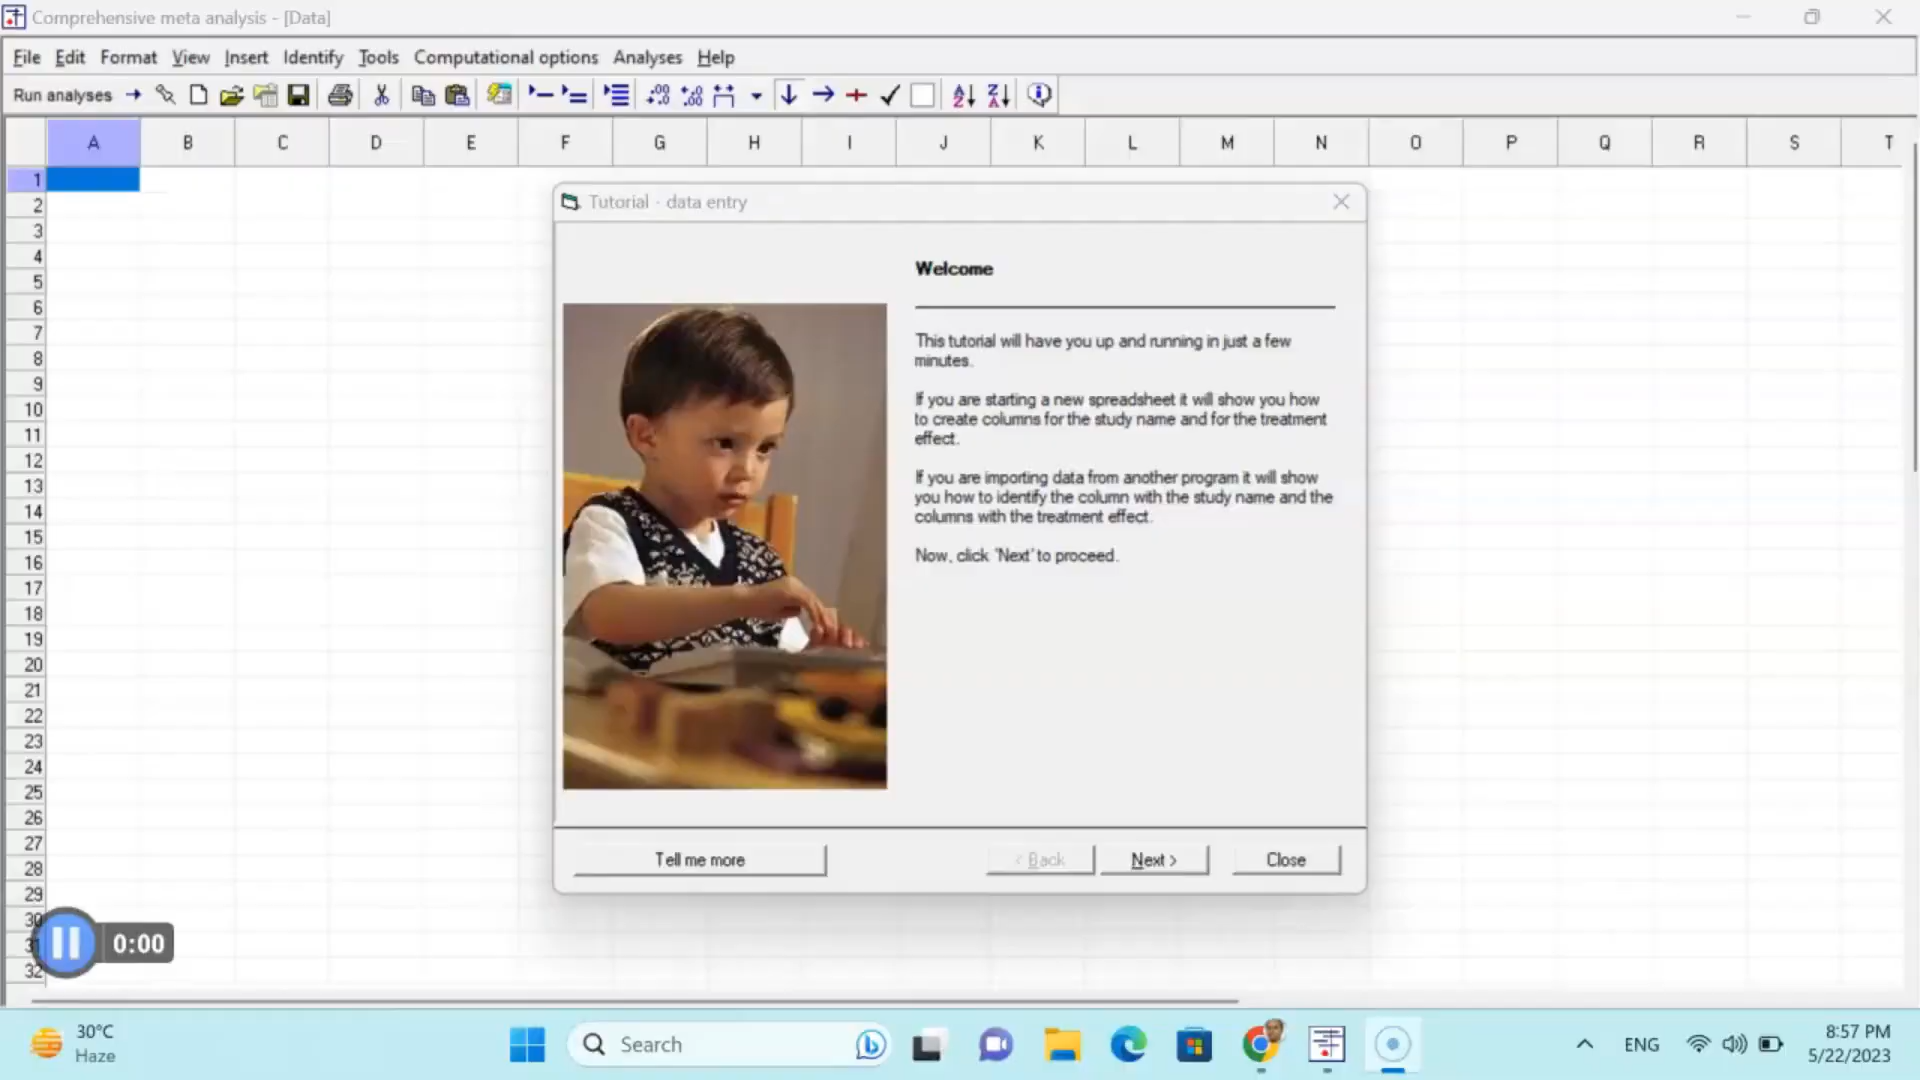 Comprehensive meta analysis - [Data]
File Edit Format View Insert Identify Tools Computational options Analyses Help
Run analyses
A B C D E F G H I J K L M N O P Q R S T
1
2
3
4
5
6
7
8
9
10
11
12
13
14
15
16
17
18
19
20
21
22
23
24
25
26
27
28
29
30
31
32
Tutorial - data entry
Welcome
This tutorial will have you up and running in just a few
minutes.
If you are starting a new spreadsheet it will show you how
to create columns for the study name and for the treatment
effect.
If you are importing data from another program it will show
you how to identify the column with the study name and the
columns with the treatment effect.
Now, click 'Next' to proceed.
Tell me more < Back Next > Close
0:00
30°C
Haze
Search
ENG
8:57 PM
5/22/2023